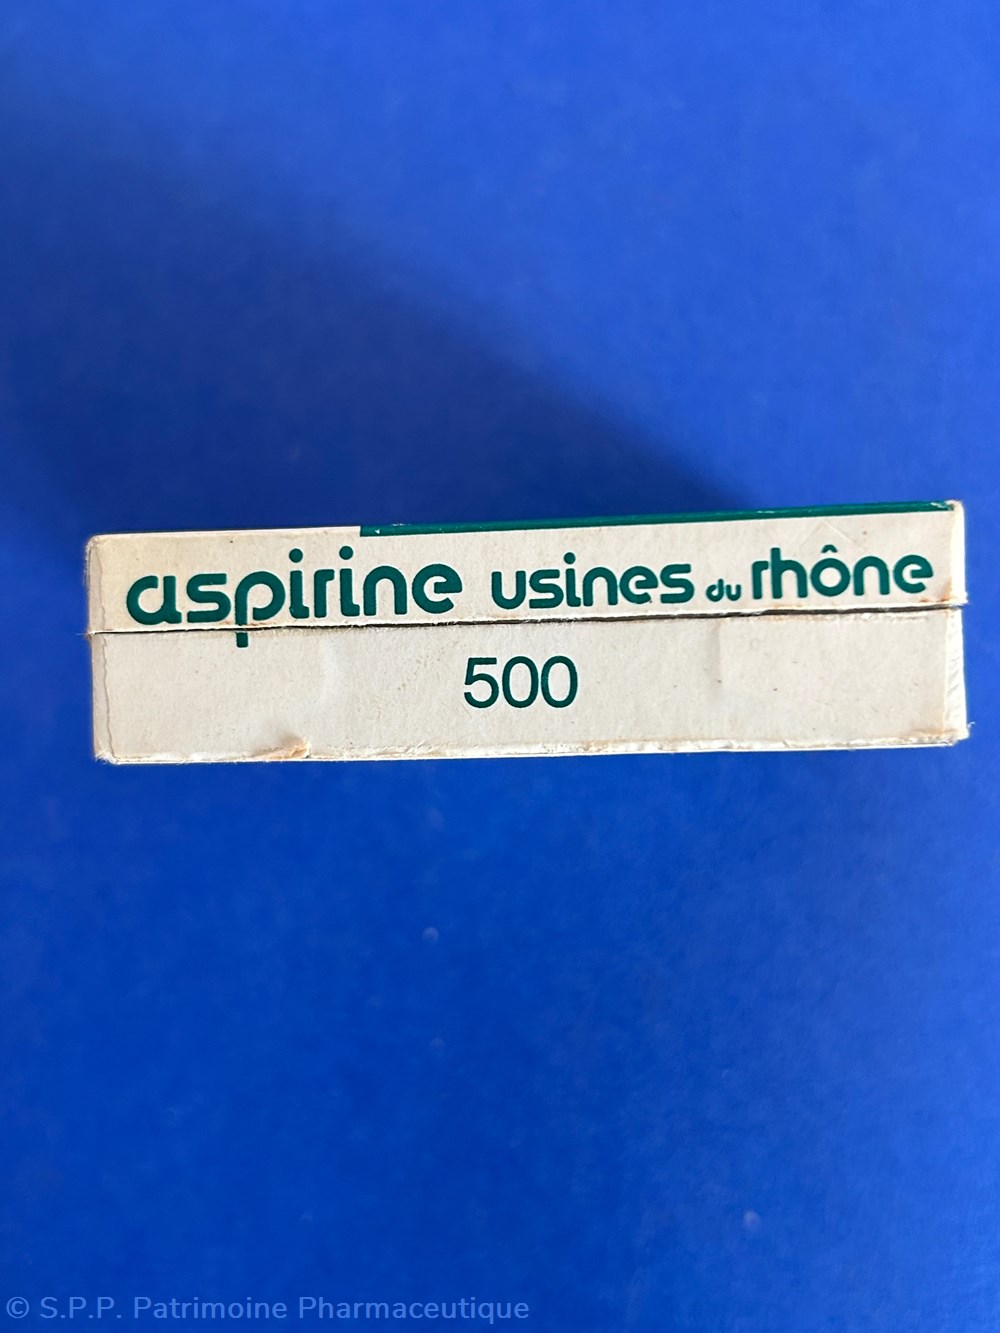 aspirine usines du rhône
500
© S.P.P. Patrimoine Pharmaceutique